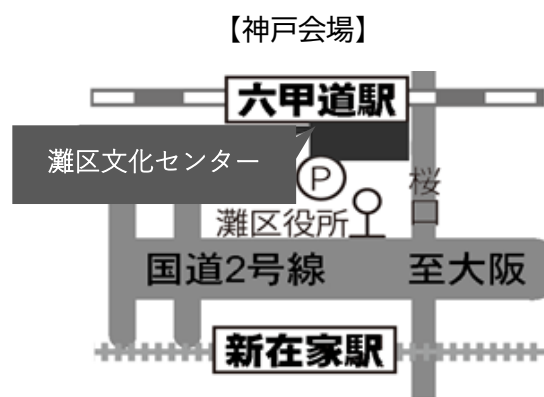 【神戸会場】
六甲道駅
灘区文化センター
P
桜口
灘区役所
国道2号線
至大阪
新在家駅